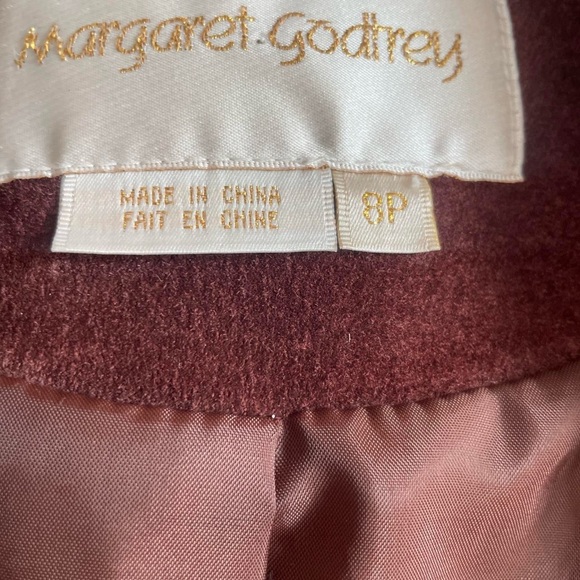 Margaret Godfrey
MADE IN CHINA
FAIT EN CHINE
8P